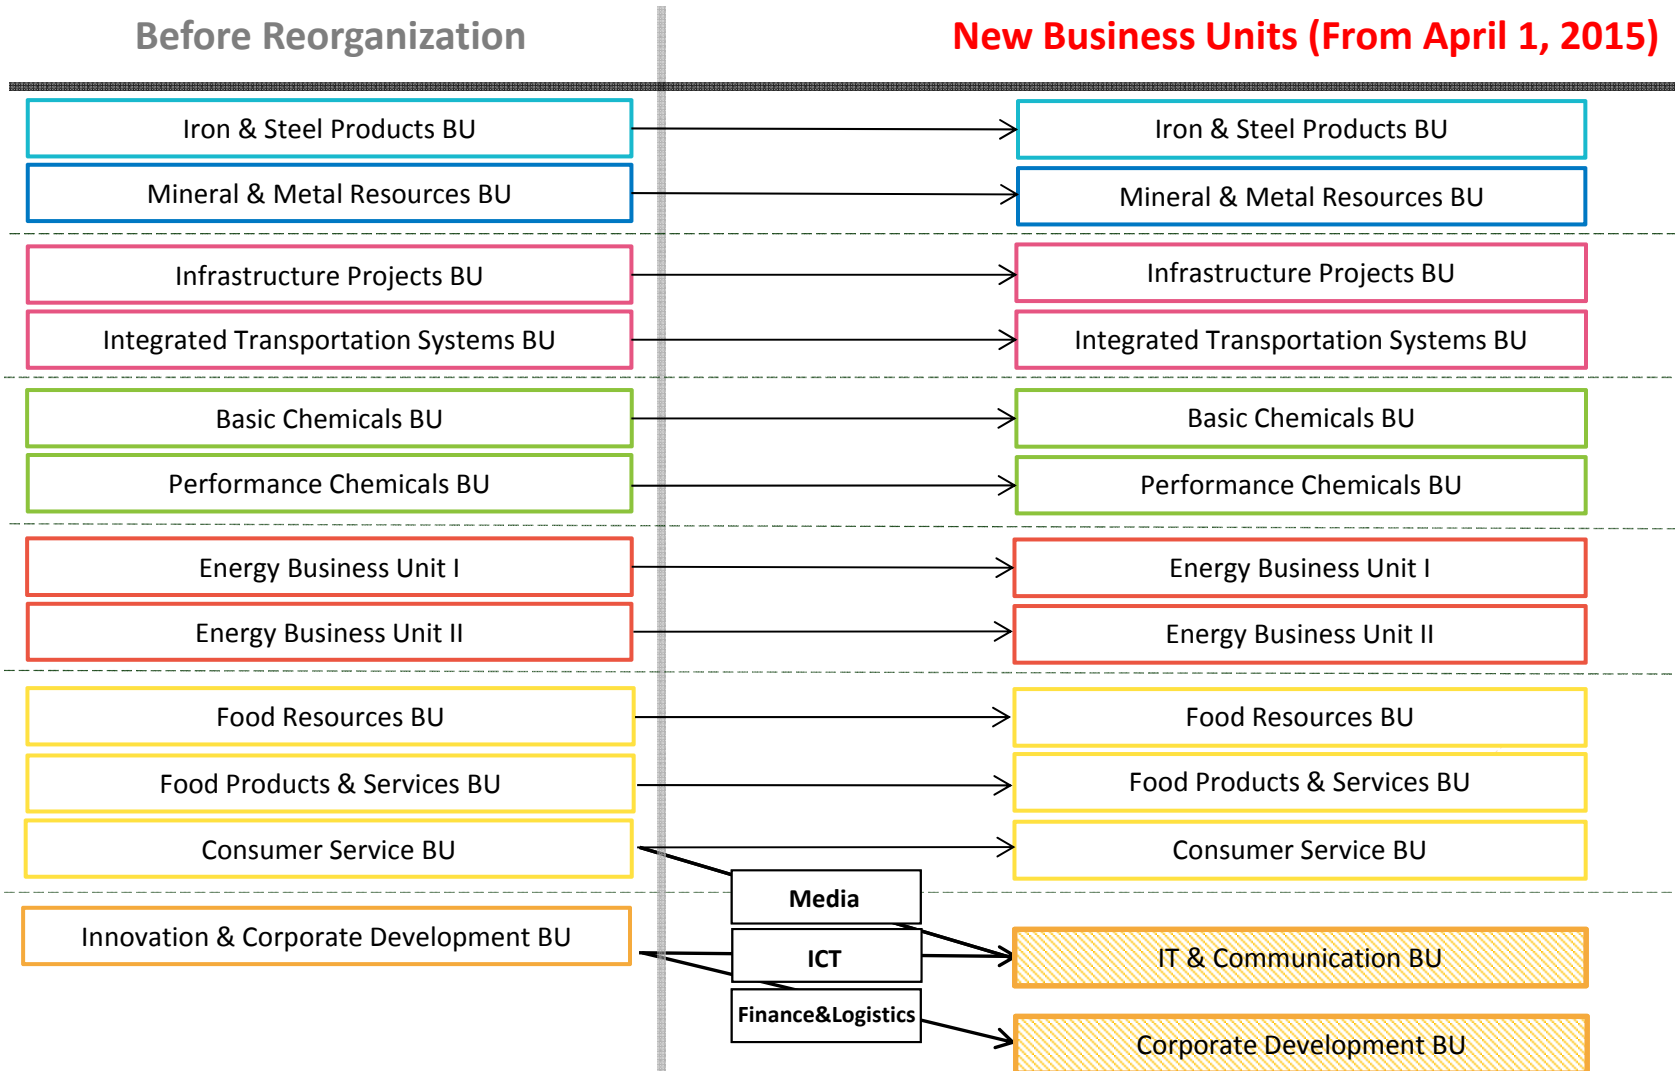 Before Reorganization
New Business Units (From April 1, 2015)
Iron & Steel Products BU
Iron & Steel Products BU
Mineral & Metal Resources BU
Mineral & Metal Resources BU
Infrastructure Projects BU
Infrastructure Projects BU
Integrated Transportation Systems BU
Integrated Transportation Systems BU
Basic Chemicals BU
Basic Chemicals BU
Performance Chemicals BU
Performance Chemicals BU
Energy Business Unit I
Energy Business Unit I
Energy Business Unit II
Energy Business Unit II
Food Resources BU
Food Resources BU
Food Products & Services BU
Food Products & Services BU
Consumer Service BU
Consumer Service BU
Media
Innovation & Corporate Development BU
ICT
IT & Communication BU
Finance&Logistics
Corporate Development BU